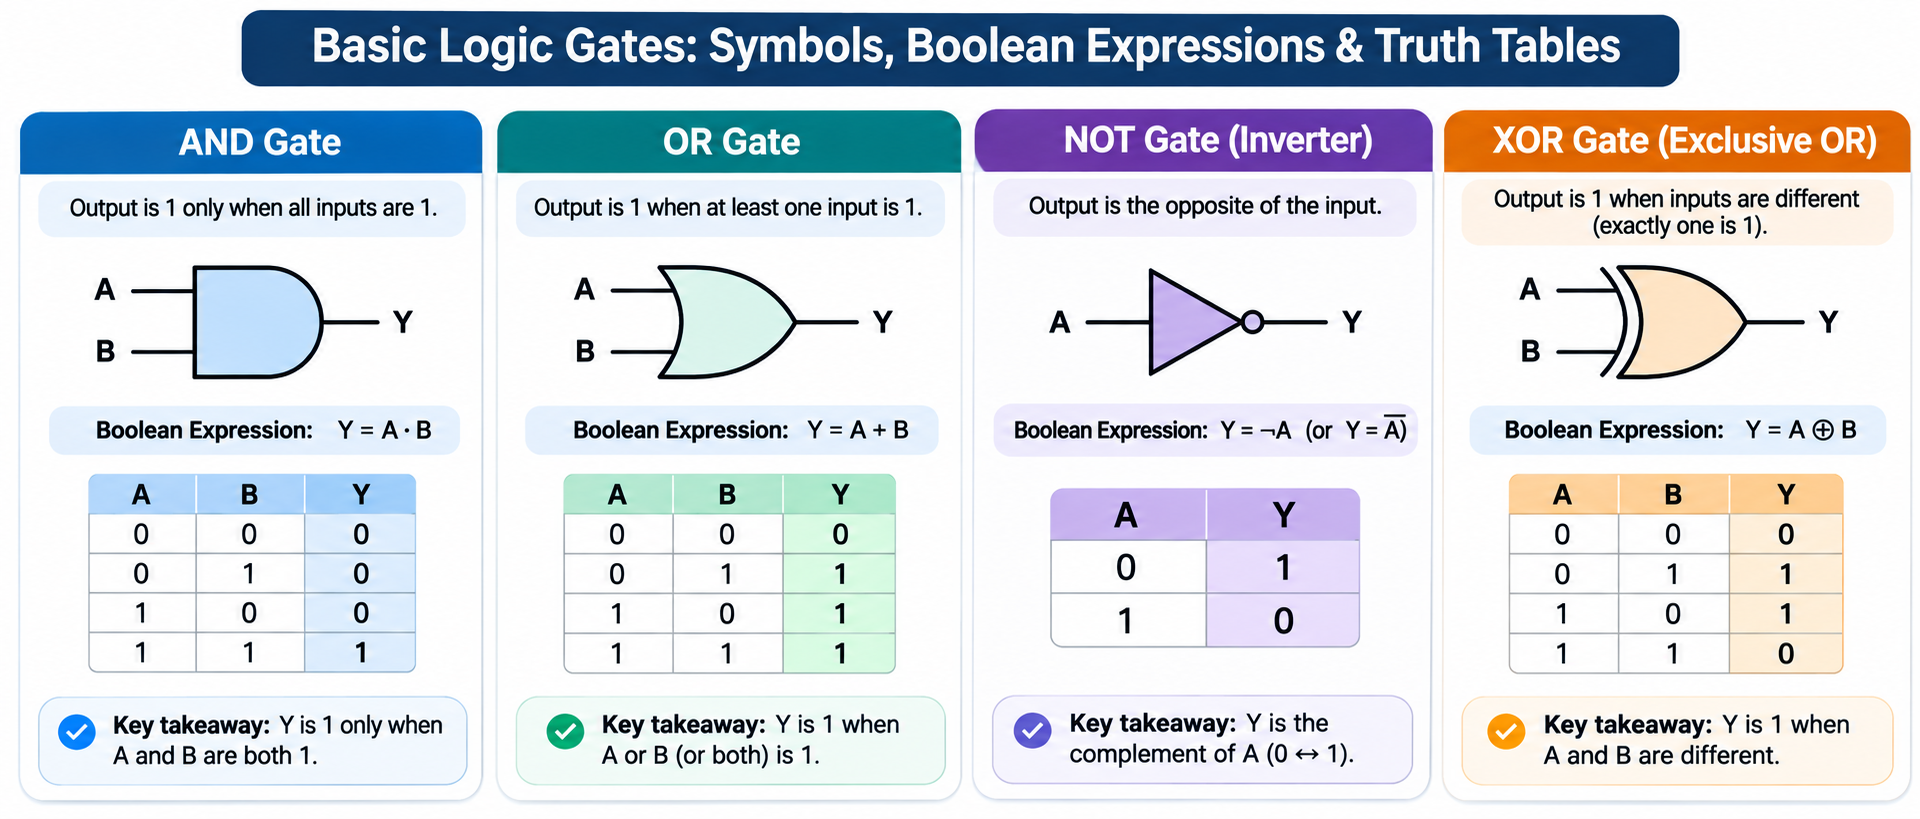 Basic Logic Gates: Symbols, Boolean Expressions & Truth Tables
AND Gate
Output is 1 only when all inputs are 1.
A
B
Y
Boolean Expression: Y = A · B
A B Y
0 0 0
0 1 0
1 0 0
1 1 1
Key takeaway: Y is 1 only when
A and B are both 1.
OR Gate
Output is 1 when at least one input is 1.
A
B
Y
Boolean Expression: Y = A + B
A B Y
0 0 0
0 1 1
1 0 1
1 1 1
Key takeaway: Y is 1 when
A or B (or both) is 1.
NOT Gate (Inverter)
Output is the opposite of the input.
A
Y
Boolean Expression: Y = ¬A (or Y = A̅)
A Y
0 1
1 0
Key takeaway: Y is the
complement of A (0 ↔ 1).
XOR Gate (Exclusive OR)
Output is 1 when inputs are different
(exactly one is 1).
A
B
Y
Boolean Expression: Y = A ⊕ B
A B Y
0 0 0
0 1 1
1 0 1
1 1 0
Key takeaway: Y is 1 when
A and B are different.